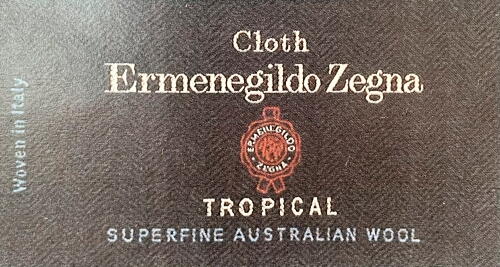 Cloth
Ermenegildo Zegna
ERMENEGILDO
ZEGNA
TROPICAL
SUPERFINE AUSTRALIAN WOOL
Woven in Italy